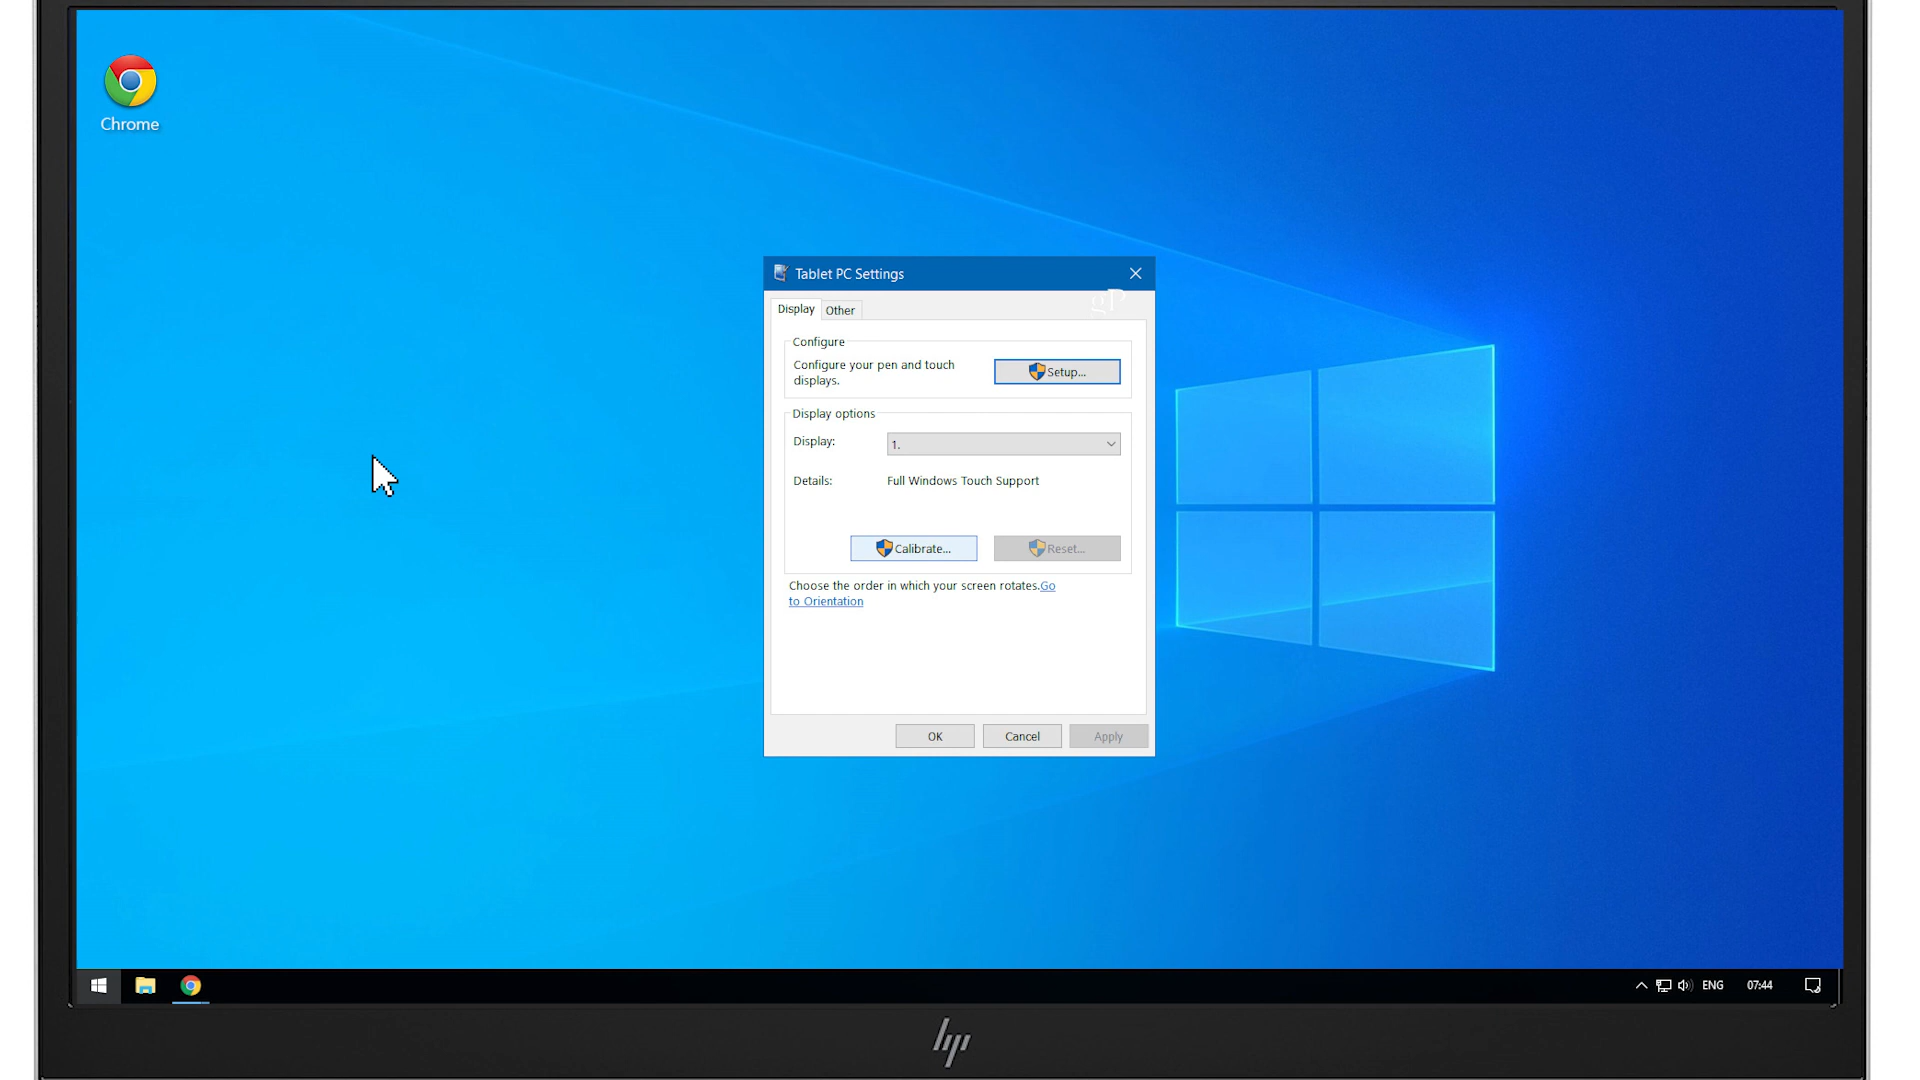 Chrome
Tablet PC Settings
Display
Other
gP
Configure
Configure your pen and touch
displays.
Setup...
Display options
Display:
1.
Details:
Full Windows Touch Support
Calibrate...
Reset...
Choose the order in which your screen rotates.Go
to Orientation
OK
Cancel
Apply
ENG
07:44
hp